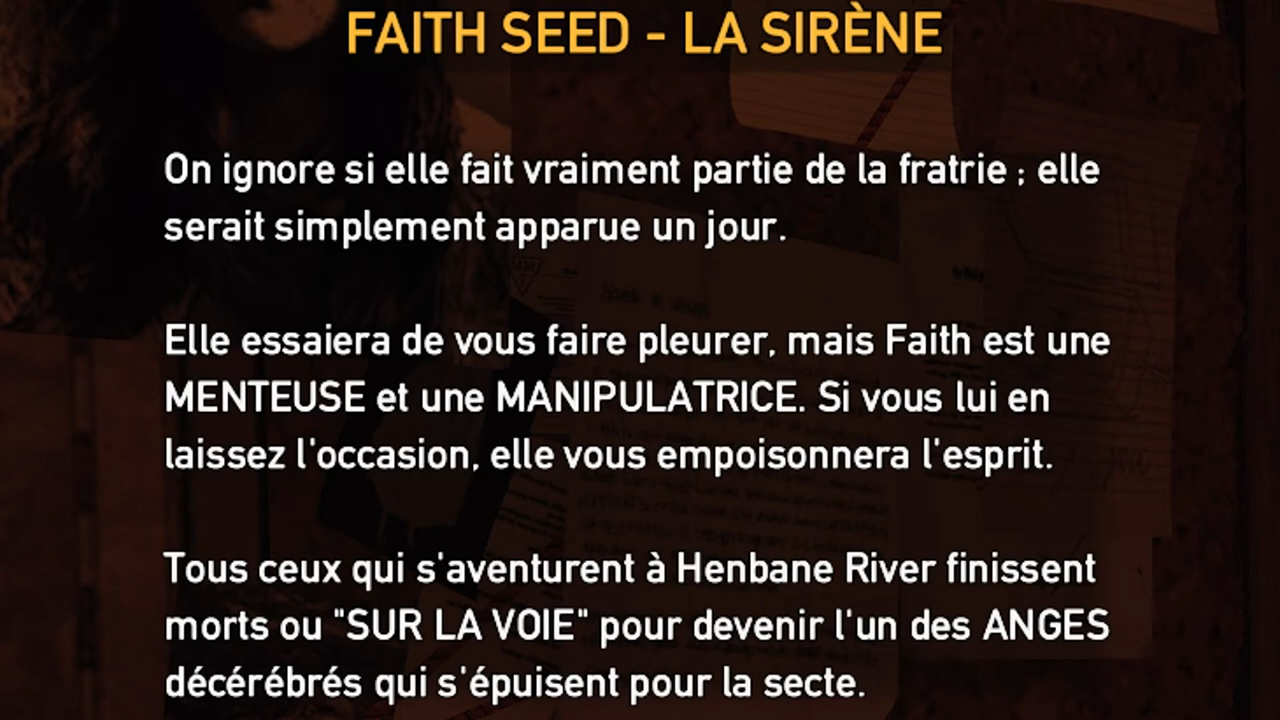 FAITH SEED - LA SIRÈNE
On ignore si elle fait vraiment partie de la fratrie ; elle
serait simplement apparue un jour.
Elle essaiera de vous faire pleurer, mais Faith est une
MENTEUSE et une MANIPULATRICE. Si vous lui en
laissez l'occasion, elle vous empoisonnera l'esprit.
Tous ceux qui s'aventurent à Henbane River finissent
morts ou "SUR LA VOIE" pour devenir l'un des ANGES
décérébrés qui s'épuisent pour la secte.